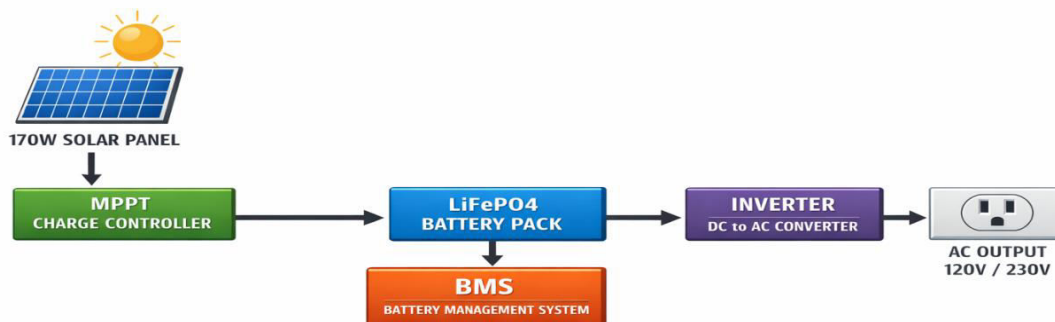 170W SOLAR PANEL
MPPT
CHARGE CONTROLLER
LiFePO4
BATTERY PACK
INVERTER
DC to AC CONVERTER
AC OUTPUT
120V / 230V
BMS
BATTERY MANAGEMENT SYSTEM